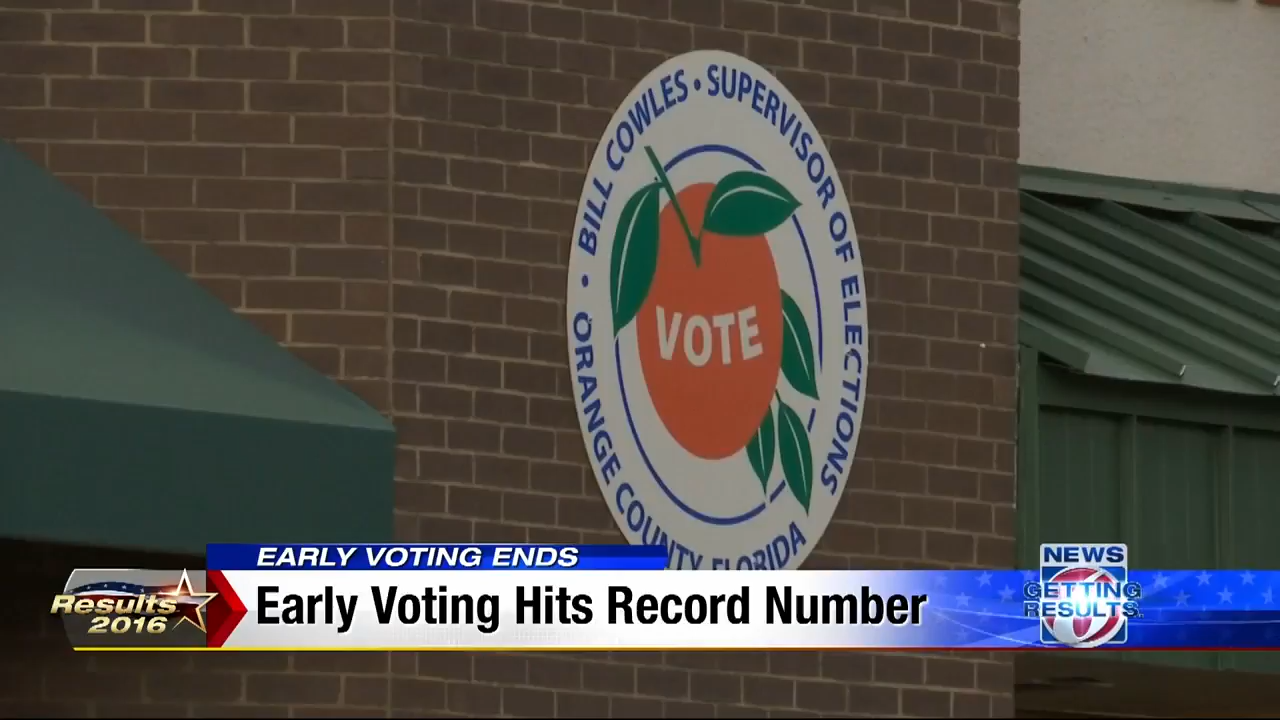 BILL COWLES • SUPERVISOR OF ELECTIONS
• ORANGE COUNTY, FLORIDA
VOTE
EARLY VOTING ENDS
Early Voting Hits Record Number
Results
2016
NEWS
GETTING
RESULTS